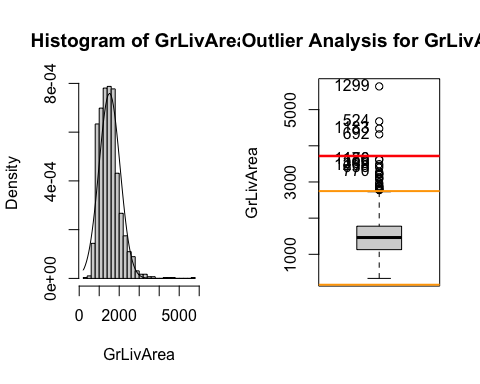 Histogram of GrLivArea
Outlier Analysis for GrLivA
Density
0e+00
4e-04
8e-04
0
2000
5000
GrLivArea
GrLivArea
1000
3000
5000
1299
524
692